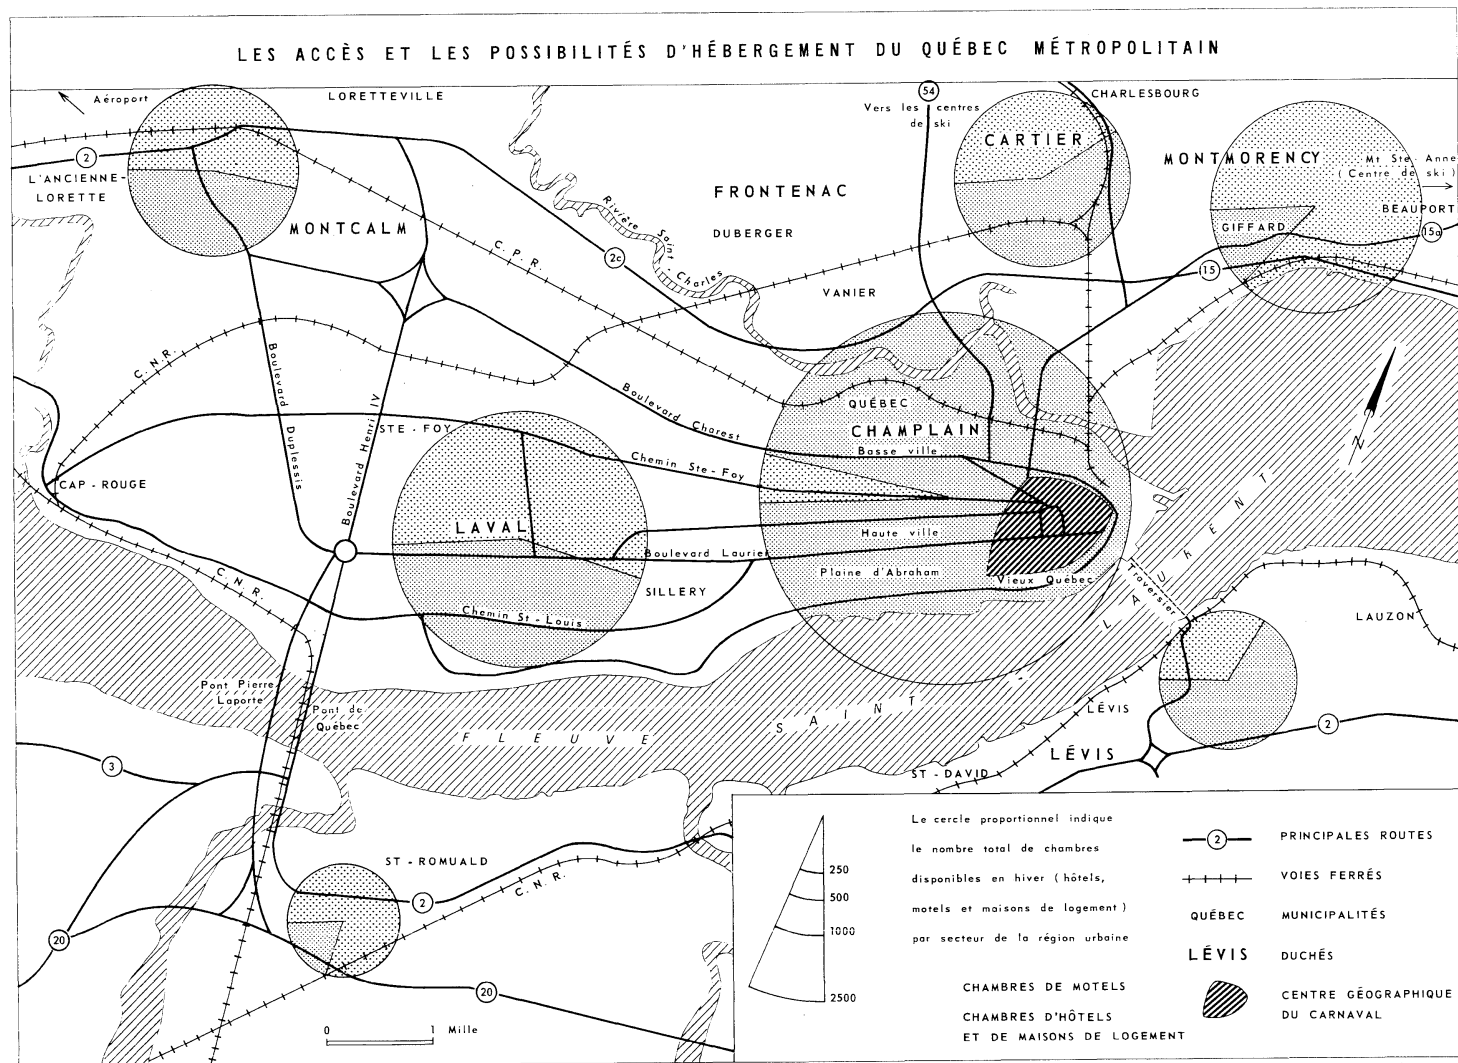 LES ACCÈS ET LES POSSIBILITÉS D'HÉBERGEMENT DU QUÉBEC MÉTROPOLITAIN
Aéroport
LORETTEVILLE
54
Vers les centres
de ski
CHARLESBOURG
CARTIER
MONTMORENCY
Mt Ste-Anne
(Centre de ski)
2
L'ANCIENNE-
LORETTE
MONTCALM
FRONTENAC
DUBERGER
Rivière Saint
Charles
BEAUPORT
GIFFARD
15a
C.P.R.
2c
15
VANIER
C.N.R.
Boulevard Duplessis
Boulevard Henri IV
Boulevard Charest
QUÉBEC
CHAMPLAIN
Basse ville
STE-FOY
Chemin Ste-Foy
CAP-ROUGE
LAVAL
Haute ville
Boulevard Laurier
Plaine d'Abraham
Vieux Québec
SILLERY
Chemin St-Louis
C.N.R.
N
Traversier
LAUZON
Pont Pierre
Laporte
Pont de
Québec
FLEUVE SAINT LAUrENT
LÉVIS
2
LÉVIS
ST-DAVID
3
ST-ROMUALD
2
C.N.R.
20
20
0 1 Mille
250
500
1000
2500
Le cercle proportionnel indique
le nombre total de chambres
disponibles en hiver (hôtels,
motels et maisons de logement)
par secteur de la région urbaine
CHAMBRES DE MOTELS
CHAMBRES D'HÔTELS
ET DE MAISONS DE LOGEMENT
2 PRINCIPALES ROUTES
VOIES FERRÉS
QUÉBEC MUNICIPALITÉS
LÉVIS DUCHÉS
CENTRE GÉOGRAPHIQUE
DU CARNAVAL